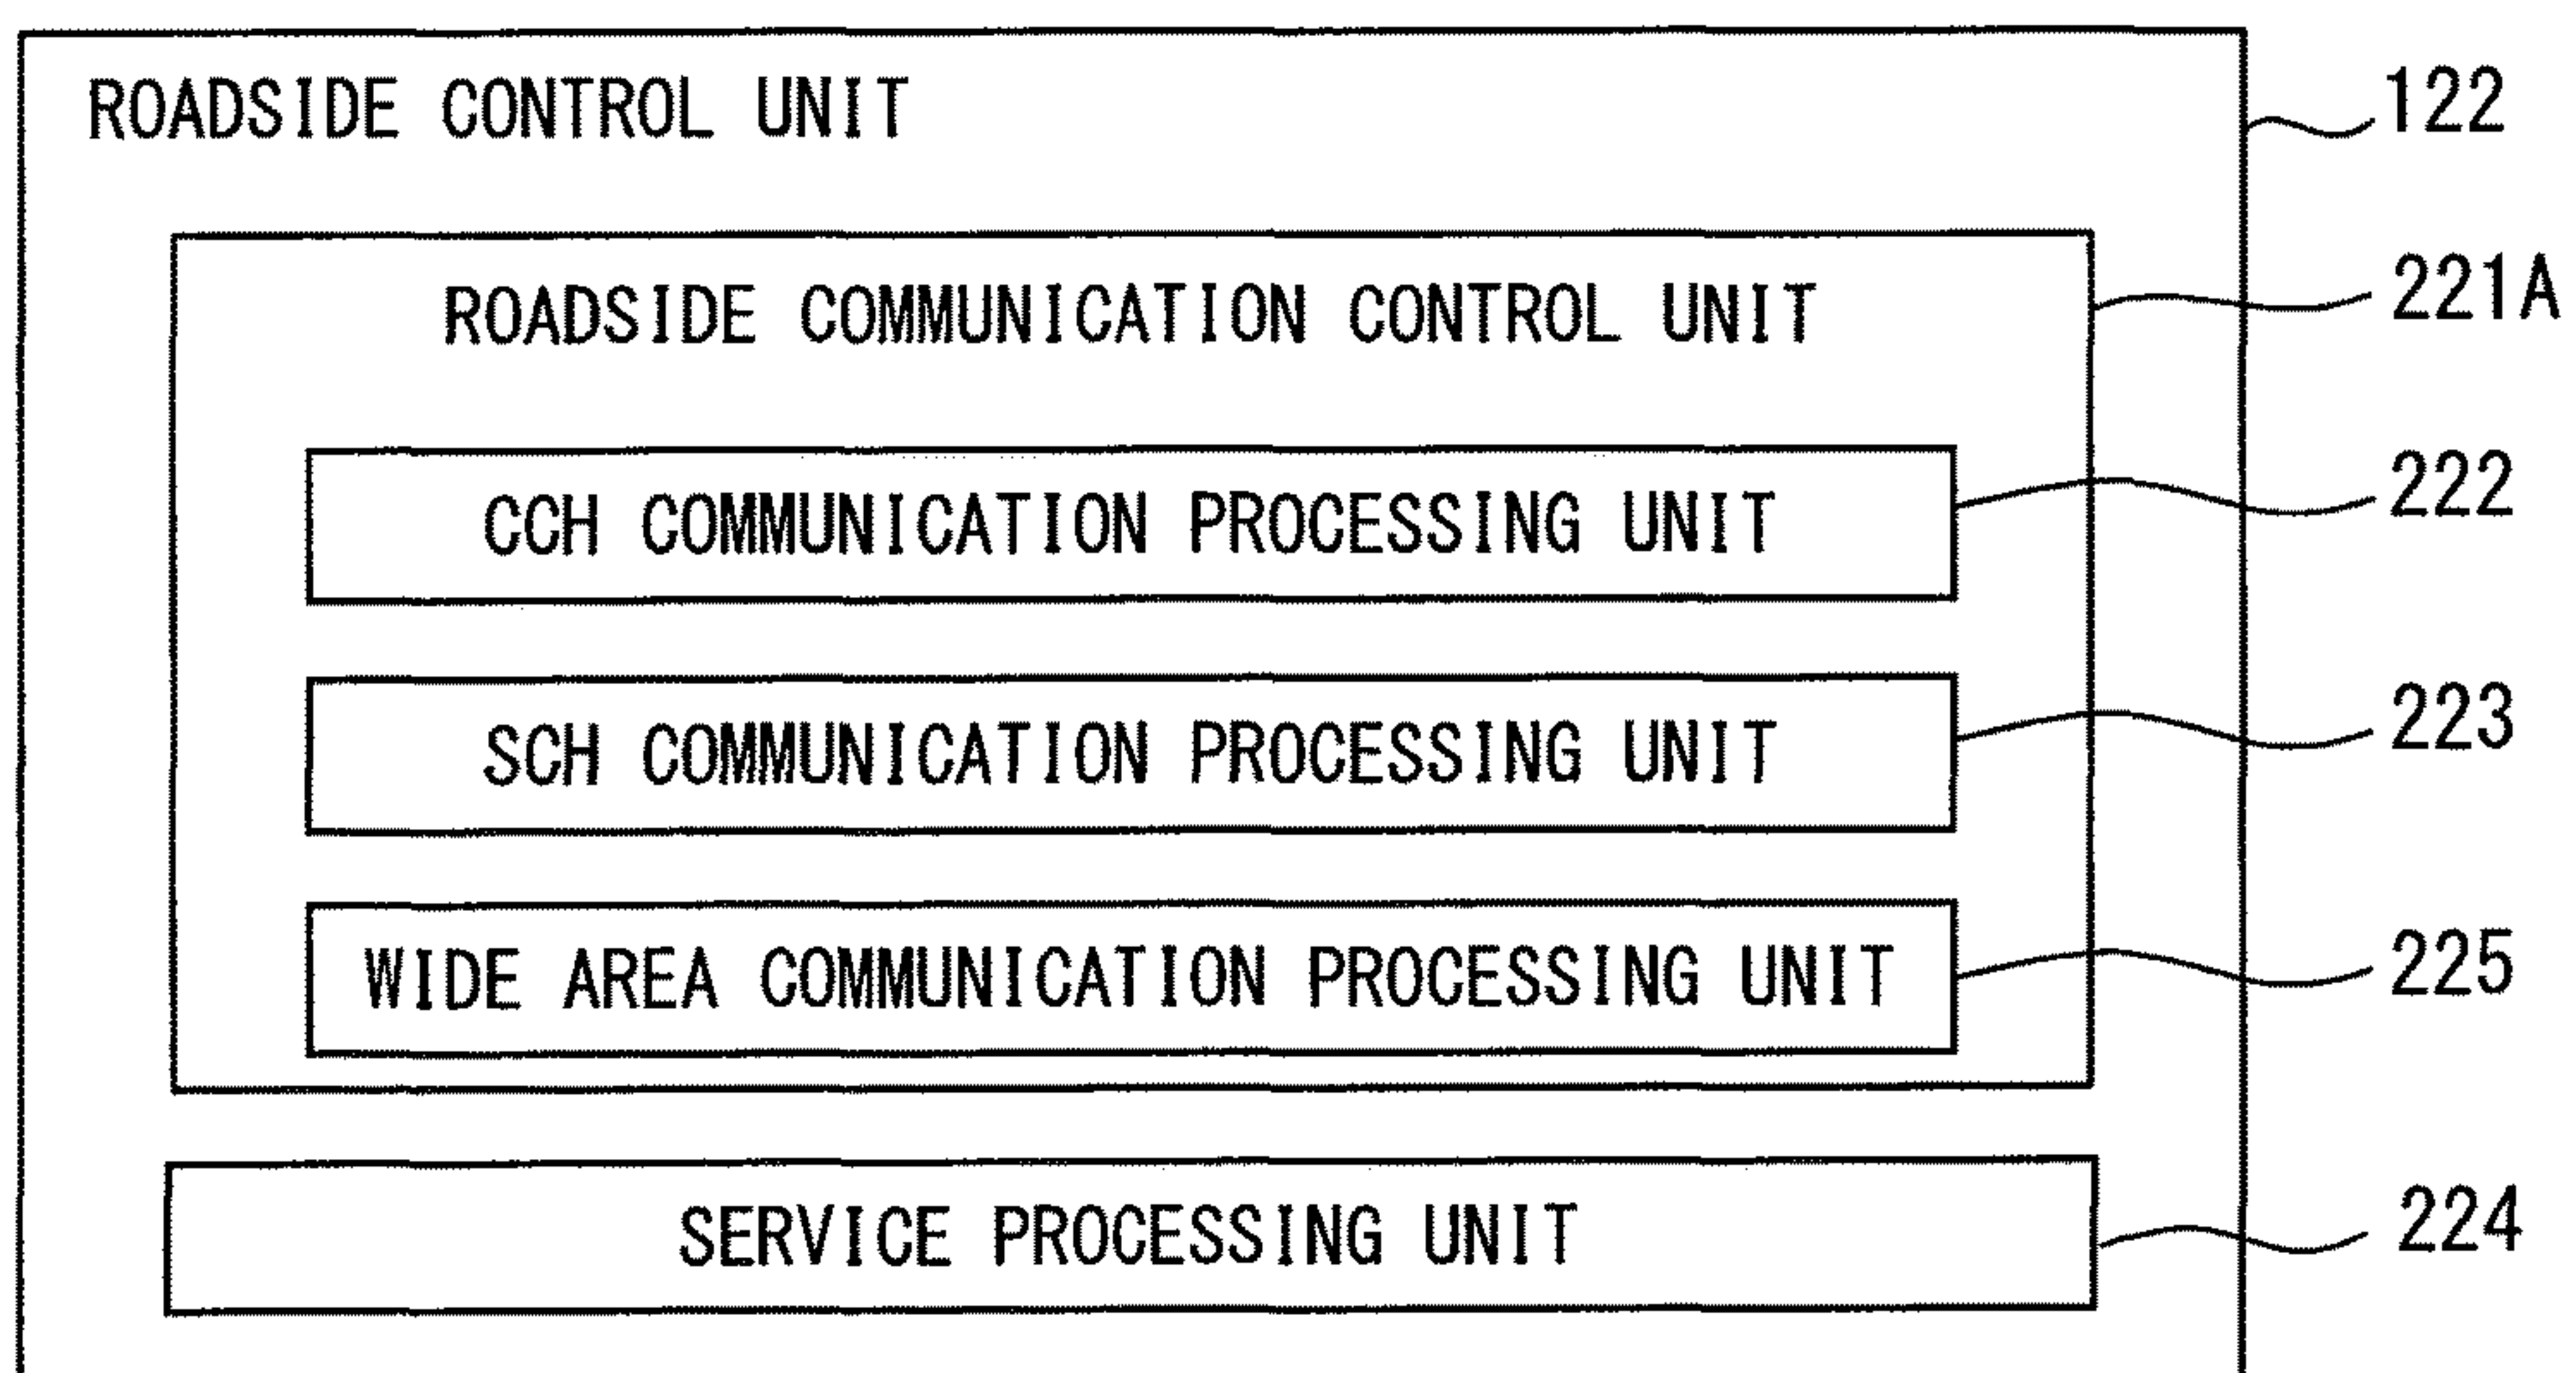 ROADSIDE CONTROL UNIT 122
ROADSIDE COMMUNICATION CONTROL UNIT 221A
CCH COMMUNICATION PROCESSING UNIT 222
SCH COMMUNICATION PROCESSING UNIT 223
WIDE AREA COMMUNICATION PROCESSING UNIT 225
SERVICE PROCESSING UNIT 224